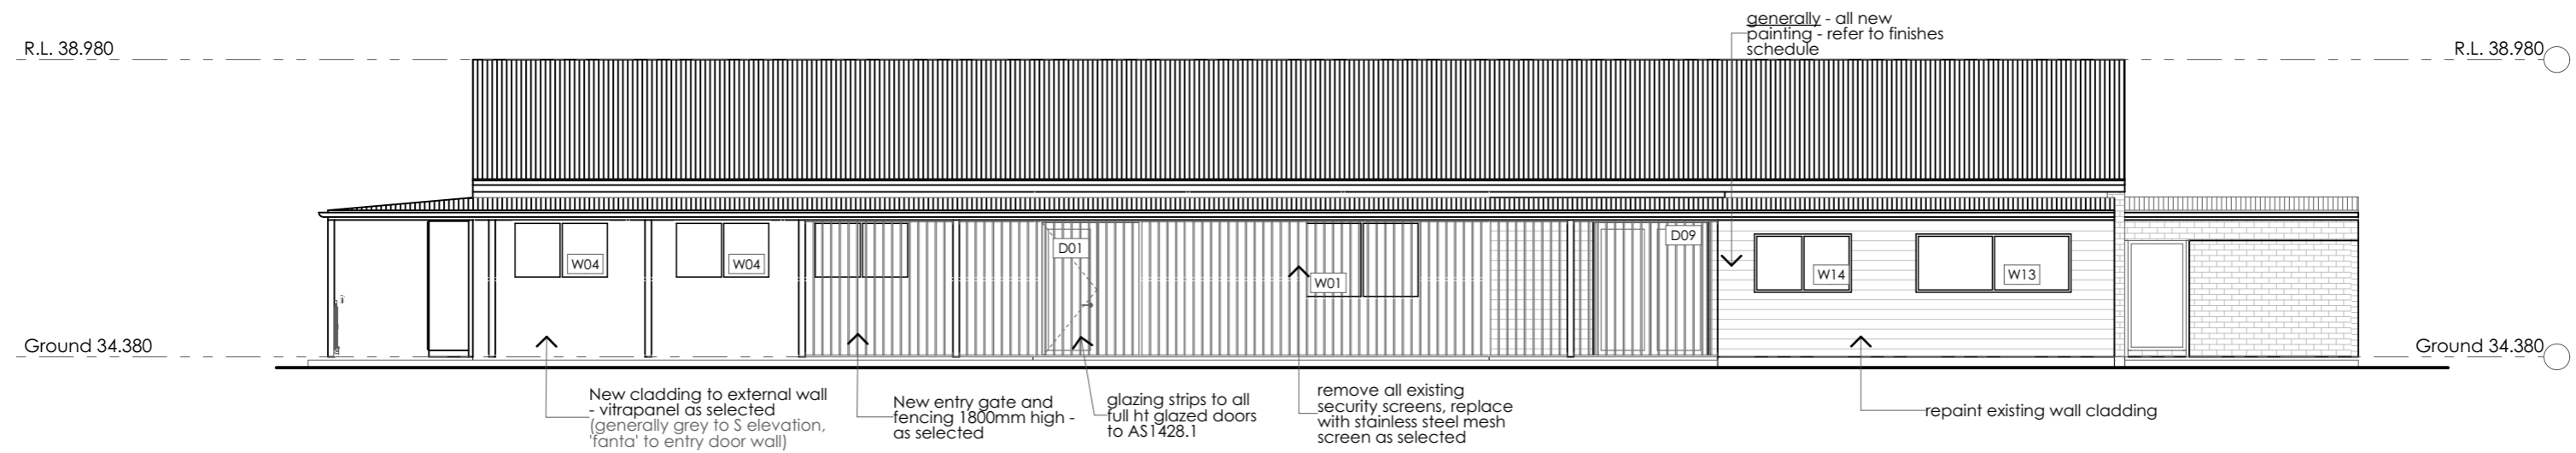 generally - all new
painting - refer to finishes
schedule
R.L. 38.980
R.L. 38.980
D01
D09
W04
W04
W01
W14
W13
Ground 34.380
Ground 34.380
New cladding to external wall
- vitrapanel as selected
(generally grey to S elevation,
'fanta' to entry door wall)
New entry gate and
fencing 1800mm high -
as selected
glazing strips to all
full ht glazed doors
to AS1428.1
remove all existing
security screens, replace
with stainless steel mesh
screen as selected
repaint existing wall cladding